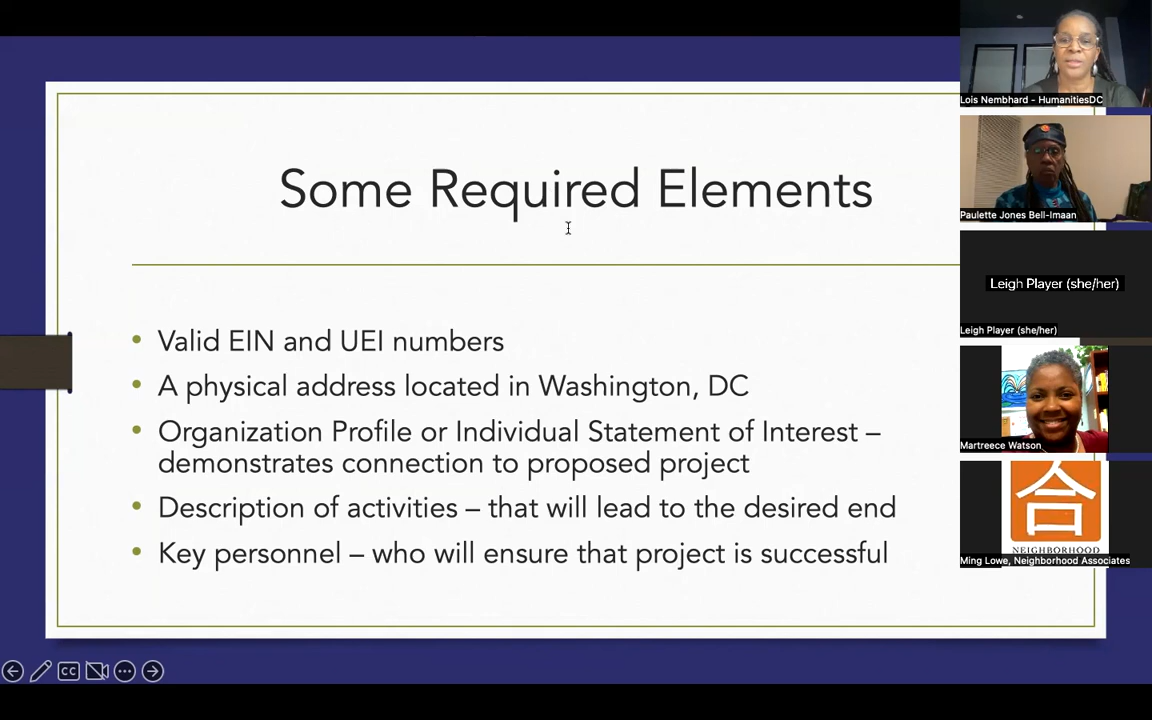 Some Required Elements
• Valid EIN and UEI numbers
• A physical address located in Washington, DC
• Organization Profile or Individual Statement of Interest –
demonstrates connection to proposed project
• Description of activities – that will lead to the desired end
• Key personnel – who will ensure that project is successful
Lois Nembhard - HumanitiesDC
Paulette Jones Bell-Imaan
Leigh Player (she/her)
Leigh Player (she/her)
Martreece Watson
合
NEIGHBORHOOD
Ming Lowe, Neighborhood Associates
CC